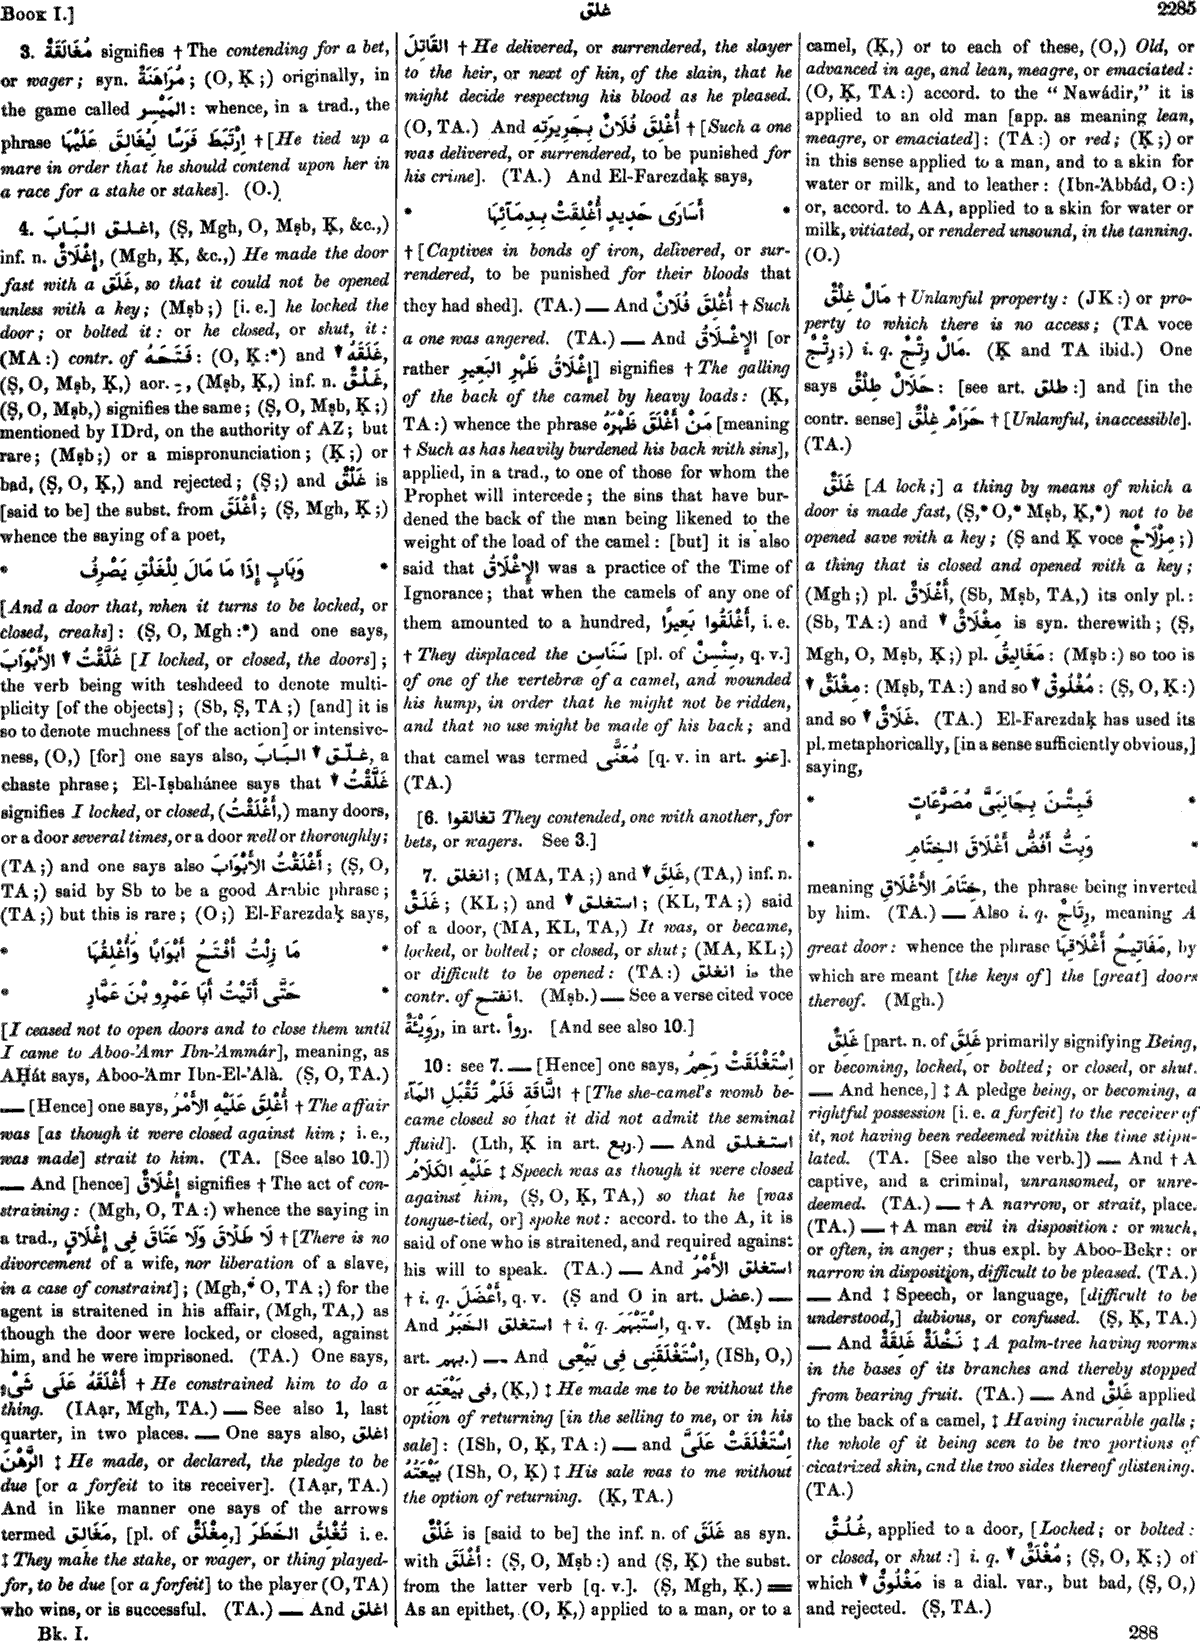 Book I.]
غلق
2285
3. مُغَالَقَةٌ signifies † The contending for a bet,
or wager; syn. مُرَاهَنَةٌ; (O, Ḳ;) originally, in
the game called المَيْسِر: whence, in a trad., the
phrase اِرْتَبَطَ فَرَسًا لِيُغَالِقَ عَلَيْهَا † [He tied up a
mare in order that he should contend upon her in
a race for a stake or stakes]. (O.)
4. اغلق البَابَ, (Ṣ, Mgh, O, Mṣb, Ḳ, &c.,)
inf. n. إِغْلَاقٌ, (Mgh, Ḳ, &c.,) He made the door
fast with a غَلَق, so that it could not be opened
unless with a key; (Mṣb;) [i. e.] he locked the
door; or bolted it: or he closed, or shut, it:
(MA:) contr. of فَتَحَهُ: (O, Ḳ:*) and ▼ غَلَقَهُ,
(Ṣ, O, Mṣb, Ḳ,) aor. ـِ, (Mṣb, Ḳ,) inf. n. غَلْقٌ,
(Ṣ, O, Mṣb,) signifies the same; (Ṣ, O, Mṣb, Ḳ;)
mentioned by IDrd, on the authority of AZ; but
rare; (Mṣb;) or a mispronunciation; (Ḳ;) or
bad, (Ṣ, O, Ḳ,) and rejected; (Ṣ;) and غَلْقٌ is
[said to be] the subst. from أَغْلَقَ; (Ṣ, Mgh, Ḳ;)
whence the saying of a poet,
* وَبَابٍ إِذَا مَا مَالَ لِلْغَلْقِ يَصْرِفُ *
[And a door that, when it turns to be locked, or
closed, creaks]: (Ṣ, O, Mgh:*) and one says,
غَلَّقْتُ ▼ الأَبْوَابَ [I locked, or closed, the doors];
the verb being with teshdeed to denote multi-
plicity [of the objects]; (Sb, Ṣ, TA;) [and] it is
so to denote muchness [of the action] or intensive-
ness, (O,) [for] one says also, غلّق ▼ البَابَ, a
chaste phrase; El-Iṣbahánee says that ▼ غَلَّقْتُ
signifies I locked, or closed, (أَغْلَقْتُ,) many doors,
or a door several times, or a door well or thoroughly;
(TA;) and one says also أَغْلَقْتُ الأَبْوَابَ; (Ṣ, O,
TA;) said by Sb to be a good Arabic phrase;
(TA;) but this is rare; (O;) El-Farezdaḳ says,
* مَا زِلْتُ أَفْتَحُ أَبْوَابًا وَأُغْلِقُهَا *
* حَتَّى أَتَيْتُ أَبَا عَمْرِو بْنَ عَمَّارِ *
[I ceased not to open doors and to close them until
I came to Aboo-'Amr Ibn-'Ammár], meaning, as
AḤát says, Aboo-'Amr Ibn-El-'Alà. (Ṣ, O, TA.)
— [Hence] one says, أُغْلِقَ عَلَيْهِ الأَمْرُ † The affair
was [as though it were closed against him; i. e.,
was made] strait to him. (TA. [See also 10.])
— And [hence] إِغْلَاقٌ signifies † The act of con-
straining: (Mgh, O, TA:) whence the saying in
a trad., لَا طَلَاقَ وَلَا عَتَاقَ فِى إِغْلَاقٍ † [There is no
divorcement of a wife, nor liberation of a slave,
in a case of constraint]; (Mgh,* O, TA;) for the
agent is straitened in his affair, (Mgh, TA,) as
though the door were locked, or closed, against
him, and he were imprisoned. (TA.) One says,
أَغْلَقَهُ عَلَى شَىْءٍ † He constrained him to do a
thing. (IAạr, Mgh, TA.) — See also 1, last
quarter, in two places. — One says also, اغلق
الرَّهْنَ ‡ He made, or declared, the pledge to be
due [or a forfeit to its receiver]. (IAạr, TA.)
And in like manner one says of the arrows
termed مَغَالِق, [pl. of مِغْلَقٌ,] تُغْلِقُ الخَطَرَ i. e.
‡ They make the stake, or wager, or thing played-
for, to be due [or a forfeit] to the player (O, TA)
who wins, or is successful. (TA.) — And اغلق
القَاتِلَ † He delivered, or surrendered, the slayer
to the heir, or next of kin, of the slain, that he
might decide respecting his blood as he pleased.
(O, TA.) And أُغْلِقَ فُلَانٌ بِجَرِيرَتِهِ † [Such a one
was delivered, or surrendered, to be punished for
his crime]. (TA.) And El-Farezdaḳ says,
* أَسَارَى حَدِيدٍ أُغْلِقَتْ بِدِمَآئِهَا *
† [Captives in bonds of iron, delivered, or sur-
rendered, to be punished for their bloods that
they had shed]. (TA.) — And أُغْلِقَ فُلَانٌ † Such
a one was angered. (TA.) — And الإِغْلَاقُ [or
rather إِغْلَاقُ ظَهْرِ البَعِيرِ] signifies † The galling
of the back of the camel by heavy loads: (Ḳ,
TA:) whence the phrase مَنْ أَغْلَقَ ظَهْرَهُ [meaning
† Such as has heavily burdened his back with sins],
applied, in a trad., to one of those for whom the
Prophet will intercede; the sins that have bur-
dened the back of the man being likened to the
weight of the load of the camel: [but] it is also
said that الإِغْلَاقُ was a practice of the Time of
Ignorance; that when the camels of any one of
them amounted to a hundred, أَغْلَقُوا بَعِيرًا, i. e.
† They displaced the سَنَاسِن [pl. of سِنْسِنٌ, q. v.]
of one of the vertebræ of a camel, and wounded
his hump, in order that he might not be ridden,
and that no use might be made of his back; and
that camel was termed مُعَنًّى [q. v. in art. عنو].
(TA.)
[6. تغالقوا They contended, one with another, for
bets, or wagers. See 3.]
7. انغلق; (MA, TA;) and ▼ غَلِقَ, (TA,) inf. n.
غَلَقٌ; (KL;) and ▼ استغلق; (KL, TA;) said
of a door, (MA, KL, TA,) It was, or became,
locked, or bolted; or closed, or shut; (MA, KL;)
or difficult to be opened: (TA:) انغلق is the
contr. of انفتح. (Mṣb.) — See a verse cited voce
رَوِيْئَةٌ, in art. روأ. [And see also 10.]
10: see 7. — [Hence] one says, اِسْتَغْلَقَتْ رَحِمُ
النَّاقَةِ فَلَمْ تَقْبَلِ المَآءَ † [The she-camel's womb be-
came closed so that it did not admit the seminal
fluid]. (Lth, Ḳ in art. ربع.) — And استغلق
عَلَيْهِ الكَلَامُ ‡ Speech was as though it were closed
against him, (Ṣ, O, Ḳ, TA,) so that he [was
tongue-tied, or] spoke not: accord. to the A, it is
said of one who is straitened, and required against
his will to speak. (TA.) — And استغلق الأَمْرُ
† i. q. أَعْضَلَ, q. v. (Ṣ and O in art. عضل.) —
And استغلق الخَبَرُ † i. q. اِسْتَبْهَمَ, q. v. (Mṣb in
art. بهم.) — And اِسْتَغْلَقَنِى فِى بَيْعِى, (ISh, O,)
or فِى بَيْعَتِهِ, (Ḳ,) ‡ He made me to be without the
option of returning [in the selling to me, or in his
sale]: (ISh, O, Ḳ, TA:) — and اِسْتَغْلَقَتْ عَلَىَّ
بَيْعَتُهُ (ISh, O, Ḳ) ‡ His sale was to me without
the option of returning. (Ḳ, TA.)
غَلْقٌ is [said to be] the inf. n. of غَلَقَ as syn.
with أَغْلَقَ: (Ṣ, O, Mṣb:) and (Ṣ, Ḳ) the subst.
from the latter verb [q. v.]. (Ṣ, Mgh, Ḳ.) =
As an epithet, (O, Ḳ,) applied to a man, or to a
camel, (Ḳ,) or to each of these, (O,) Old, or
advanced in age, and lean, meagre, or emaciated:
(O, Ḳ, TA:) accord. to the "Nawádir," it is
applied to an old man [app. as meaning lean,
meagre, or emaciated]: (TA:) or red; (Ḳ;) or
in this sense applied to a man, and to a skin for
water or milk, and to leather: (Ibn-'Abbád, O:)
or, accord. to AA, applied to a skin for water or
milk, vitiated, or rendered unsound, in the tanning.
(O.)
مَالٌ غِلْقٌ † Unlawful property: (JK:) or pro-
perty to which there is no access; (TA voce
رِتْجٌ;) i. q. مَالٌ رِتْجٌ. (Ḳ and TA ibid.) One
says حَلَالٌ طِلْقٌ: [see art. طلق:] and [in the
contr. sense] حَرَامٌ غِلْقٌ † [Unlawful, inaccessible].
(TA.)
غَلَقٌ [A lock;] a thing by means of which a
door is made fast, (Ṣ,* O,* Mṣb, Ḳ,*) not to be
opened save with a key; (Ṣ and Ḳ voce مِزْلَاجٌ;)
a thing that is closed and opened with a key;
(Mgh;) pl. أَغْلَاقٌ, (Sb, Mṣb, TA,) its only pl.:
(Sb, TA:) and ▼ مِغْلَاقٌ is syn. therewith; (Ṣ,
Mgh, O, Mṣb, Ḳ;) pl. مَغَالِيقُ: (Mṣb:) so too is
▼ مِغْلَقٌ: (Mṣb, TA:) and so ▼ مُغْلُوقٌ: (Ṣ, O, Ḳ:)
and so ▼ غَلَاقٌ. (TA.) El-Farezdaḳ has used its
pl. metaphorically, [in a sense sufficiently obvious,]
saying,
* فَبِتْنَ بِجَانِبَىَّ مُصَرَّعَاتٍ *
* وَبِتُّ أَفُضُّ أَغْلَاقَ الخِتَامِ *
meaning خِتَامَ الأَغْلَاقِ, the phrase being inverted
by him. (TA.) — Also i. q. رِتَاجٌ, meaning A
great door: whence the phrase مَفَاتِيحُ أَغْلَاقِهَا, by
which are meant [the keys of] the [great] doors
thereof. (Mgh.)
غَلِقٌ [part. n. of غَلِقَ primarily signifying Being,
or becoming, locked, or bolted; or closed, or shut.
— And hence,] ‡ A pledge being, or becoming, a
rightful possession [i. e. a forfeit] to the receiver of
it, not having been redeemed within the time stipu-
lated. (TA. [See also the verb.]) — And † A
captive, and a criminal, unransomed, or unre-
deemed. (TA.) — † A narrow, or strait, place.
(TA.) — † A man evil in disposition: or much,
or often, in anger; thus expl. by Aboo-Bekr: or
narrow in disposition, difficult to be pleased. (TA.)
— And ‡ Speech, or language, [difficult to be
understood,] dubious, or confused. (Ṣ, Ḳ, TA.)
— And نَخْلَةٌ غَلِقَةٌ ‡ A palm-tree having worms
in the bases of its branches and thereby stopped
from bearing fruit. (TA.) — And غَلِقٌ applied
to the back of a camel, ‡ Having incurable galls;
the whole of it being seen to be two portions of
cicatrized skin, and the two sides thereof glistening.
(TA.)
غُلُقٌ, applied to a door, [Locked; or bolted:
or closed, or shut:] i. q. ▼ مُغْلَقٌ; (Ṣ, O, Ḳ;) of
which ▼ مَغْلُوقٌ is a dial. var., but bad, (Ṣ, O,)
and rejected. (Ṣ, TA.)
Bk. I.
288